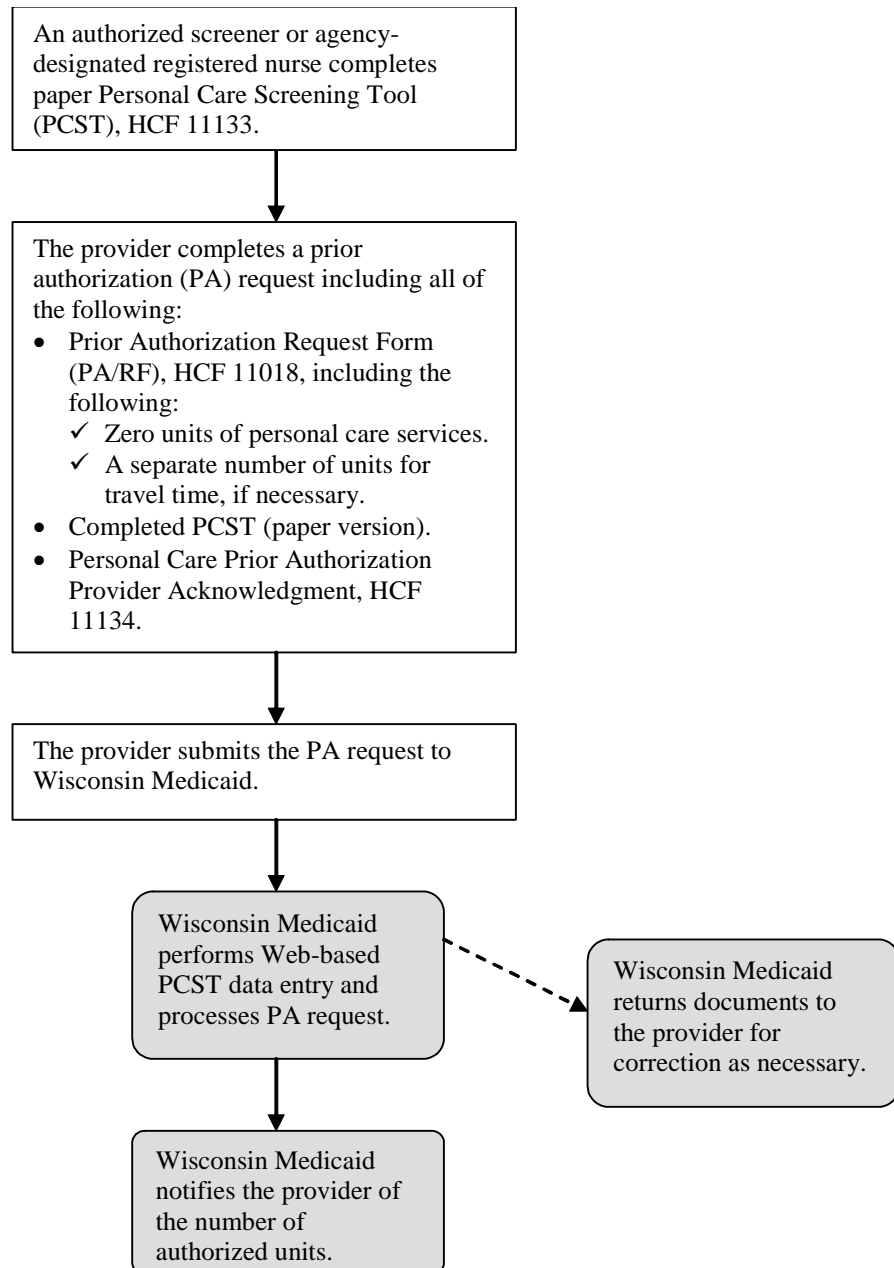 An authorized screener or agency-
designated registered nurse completes
paper Personal Care Screening Tool
(PCST), HCF 11133.
The provider completes a prior
authorization (PA) request including all of
the following:
• Prior Authorization Request Form
(PA/RF), HCF 11018, including the
following:
✓ Zero units of personal care services.
✓ A separate number of units for
travel time, if necessary.
• Completed PCST (paper version).
• Personal Care Prior Authorization
Provider Acknowledgment, HCF
11134.
The provider submits the PA request to
Wisconsin Medicaid.
Wisconsin Medicaid
performs Web-based
PCST data entry and
processes PA request.
Wisconsin Medicaid
returns documents to
the provider for
correction as necessary.
Wisconsin Medicaid
notifies the provider of
the number of
authorized units.